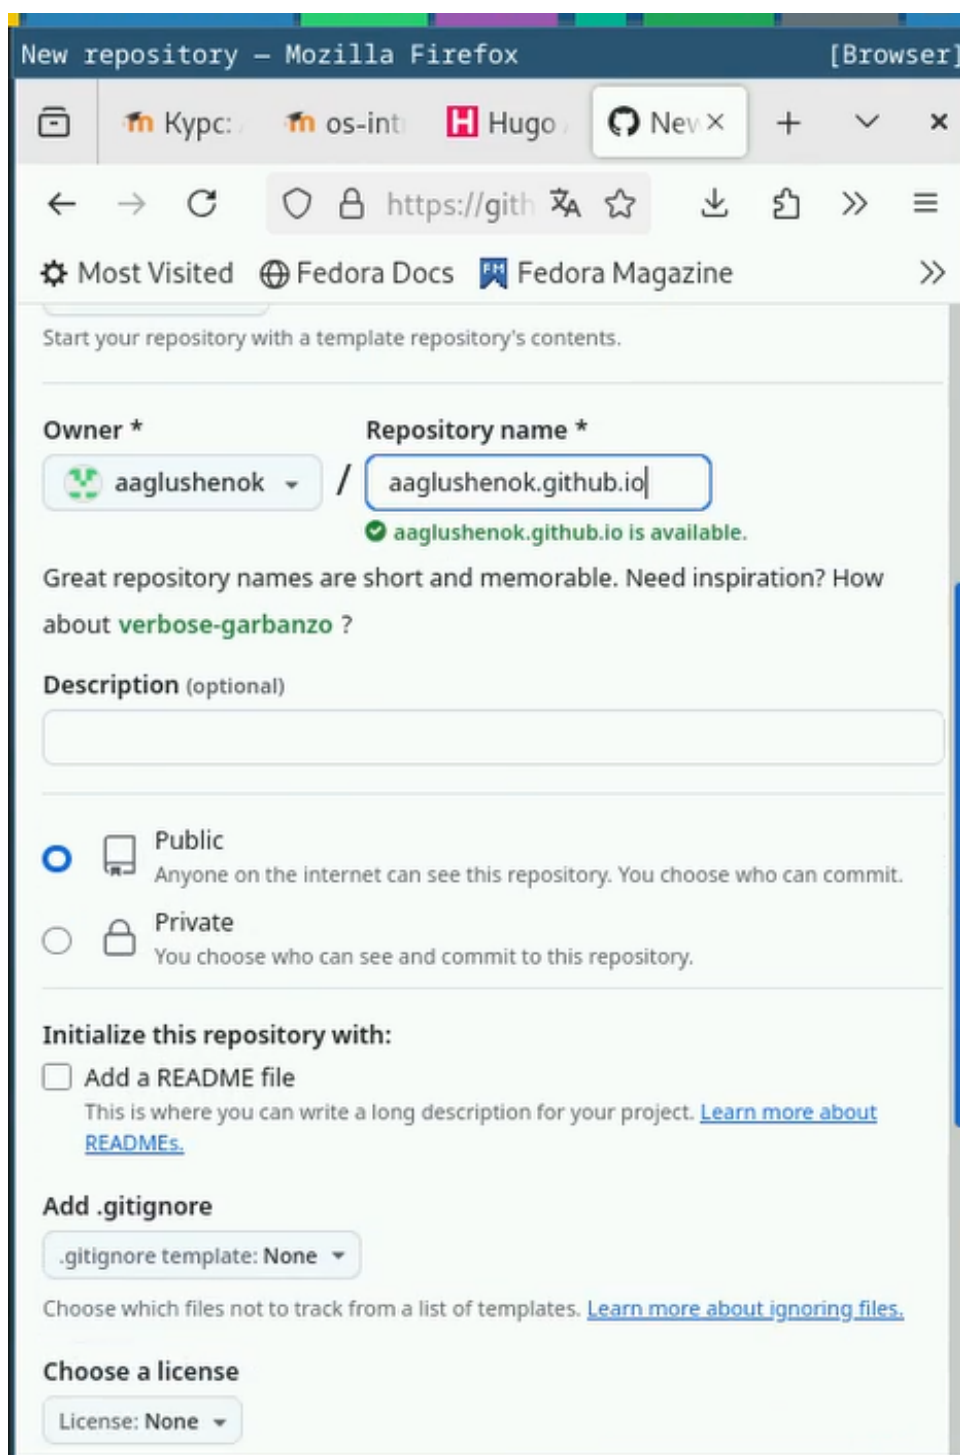 New repository — Mozilla Firefox [Browser]
Курс: os-int Hugo New
https://gith
Most Visited Fedora Docs Fedora Magazine
Start your repository with a template repository's contents.
Owner * Repository name *
aaglushenok / aaglushenok.github.io
aaglushenok.github.io is available.
Great repository names are short and memorable. Need inspiration? How
about verbose-garbanzo ?
Description (optional)
Public
Anyone on the internet can see this repository. You choose who can commit.
Private
You choose who can see and commit to this repository.
Initialize this repository with:
Add a README file
This is where you can write a long description for your project. Learn more about
READMEs.
Add .gitignore
.gitignore template: None
Choose which files not to track from a list of templates. Learn more about ignoring files.
Choose a license
License: None